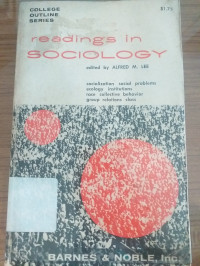 COLLEGE
OUTLINE
SERIES
$1.75
readings in
SOCIOLOGY
edited by ALFRED M. LEE
socialization social problems
ecology institutions
race collective behavior
group relations class
BARNES & NOBLE, Inc.